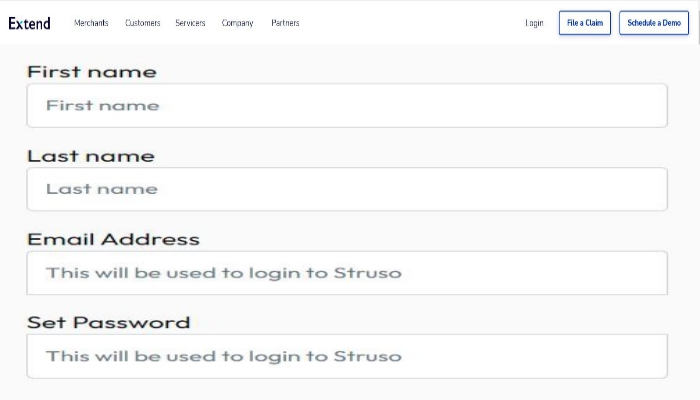 Extend Merchants Customers Servicers Company Partners Login File a Claim Schedule a Demo
First name
First name
Last name
Last name
Email Address
This will be used to login to Struso
Set Password
This will be used to login to Struso